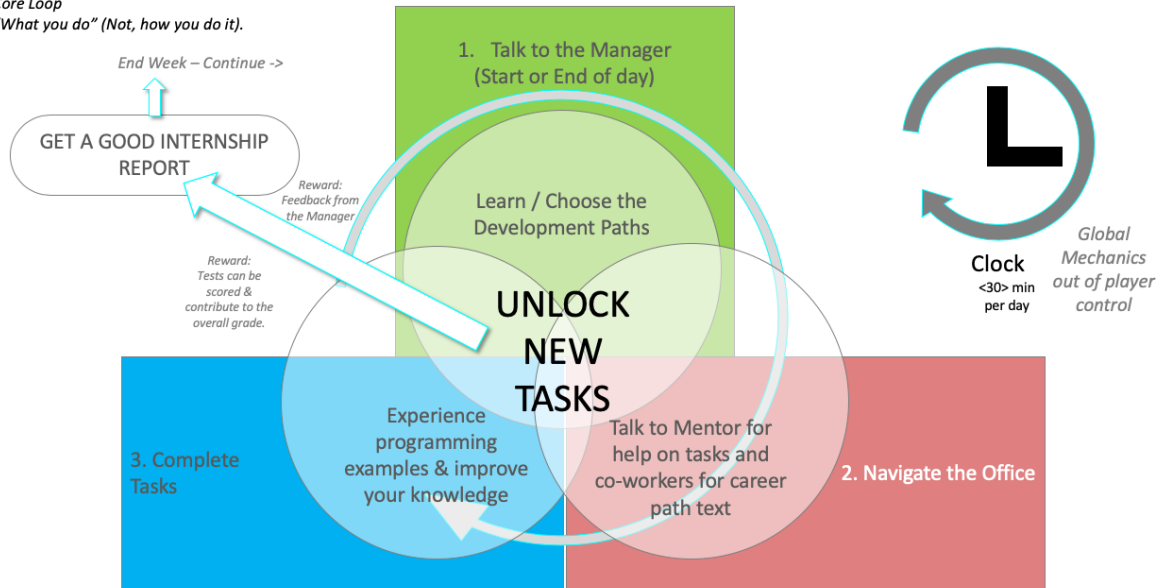 ore Loop
"What you do” (Not, how you do it).
End Week – Continue ->
GET A GOOD INTERNSHIP
REPORT
Reward:
Feedback from
the Manager
Reward:
Tests can be
scored &
contribute to the
overall grade.
1. Talk to the Manager
(Start or End of day)
Learn / Choose the
Development Paths
UNLOCK
NEW
TASKS
Talk to Mentor for
help on tasks and
co-workers for career
path text
2. Navigate the Office
Experience
programming
examples & improve
your knowledge
3. Complete
Tasks
Clock
<30> min
per day
Global
Mechanics
out of player
control